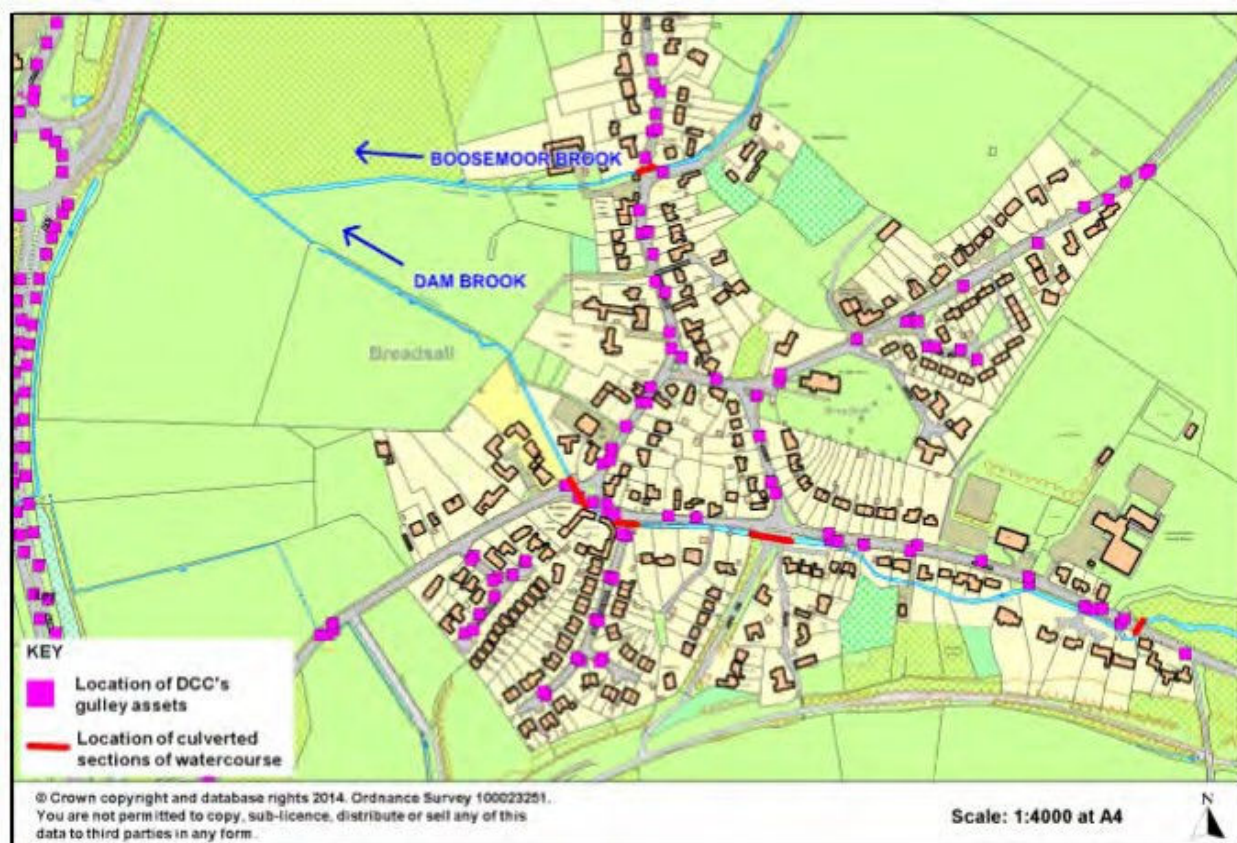 BOOSEMOOR BROOK
DAM BROOK
Breadsall
KEY
Location of DCC's
gulley assets
Location of culverted
sections of watercourse
© Crown copyright and database rights 2014. Ordnance Survey 100023251.
You are not permitted to copy, sub-licence, distribute or sell any of this
data to third parties in any form.
Scale: 1:4000 at A4
N